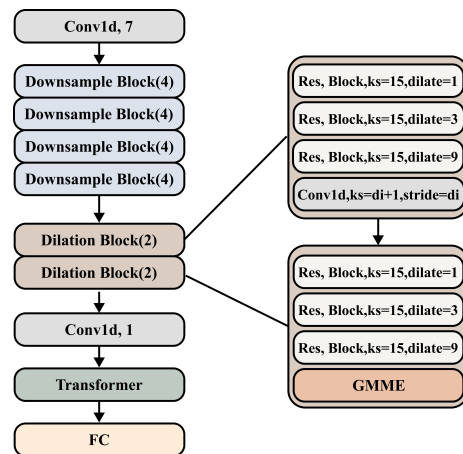 Conv1d, 7
Downsample Block(4)
Downsample Block(4)
Downsample Block(4)
Downsample Block(4)
Dilation Block(2)
Dilation Block(2)
Conv1d, 1
Transformer
FC
Res, Block,ks=15,dilate=1
Res, Block,ks=15,dilate=3
Res, Block,ks=15,dilate=9
Conv1d,ks=di+1,stride=di
Res, Block,ks=15,dilate=1
Res, Block,ks=15,dilate=3
Res, Block,ks=15,dilate=9
GMME